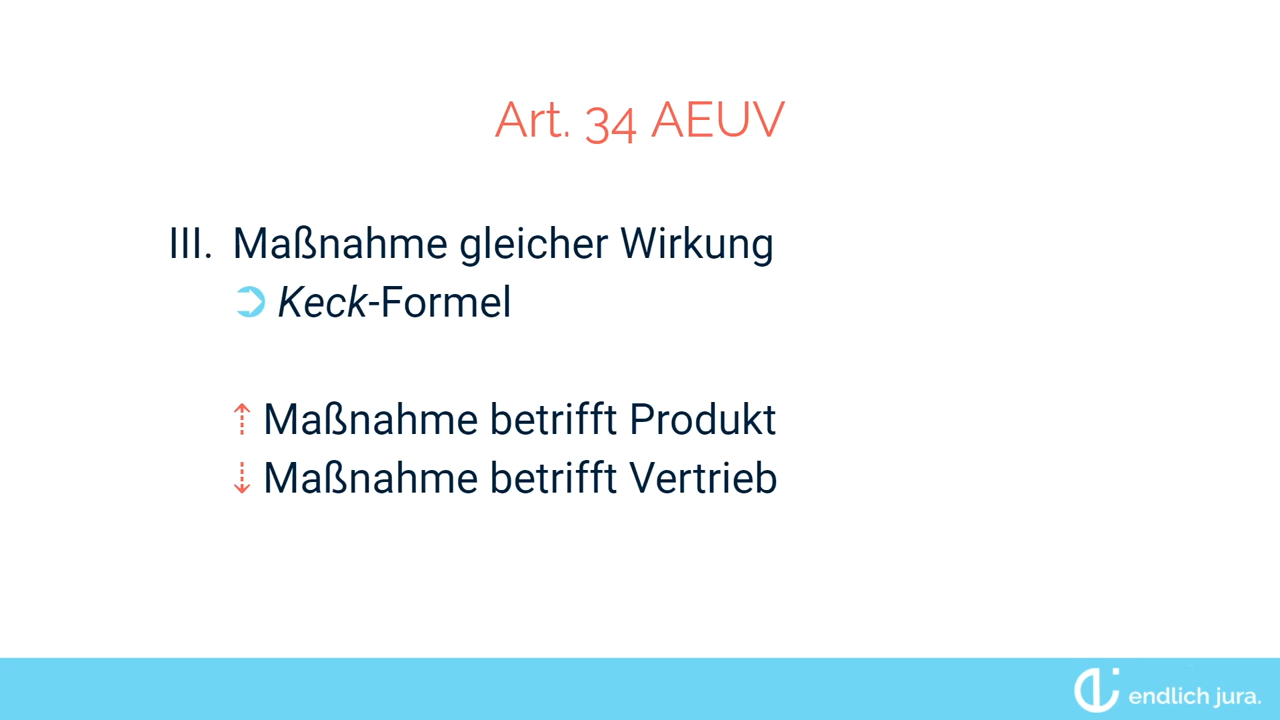 Art. 34 AEUV
III. Maßnahme gleicher Wirkung
➲ Keck-Formel
⇡ Maßnahme betrifft Produkt
⇣ Maßnahme betrifft Vertrieb
endlich jura.